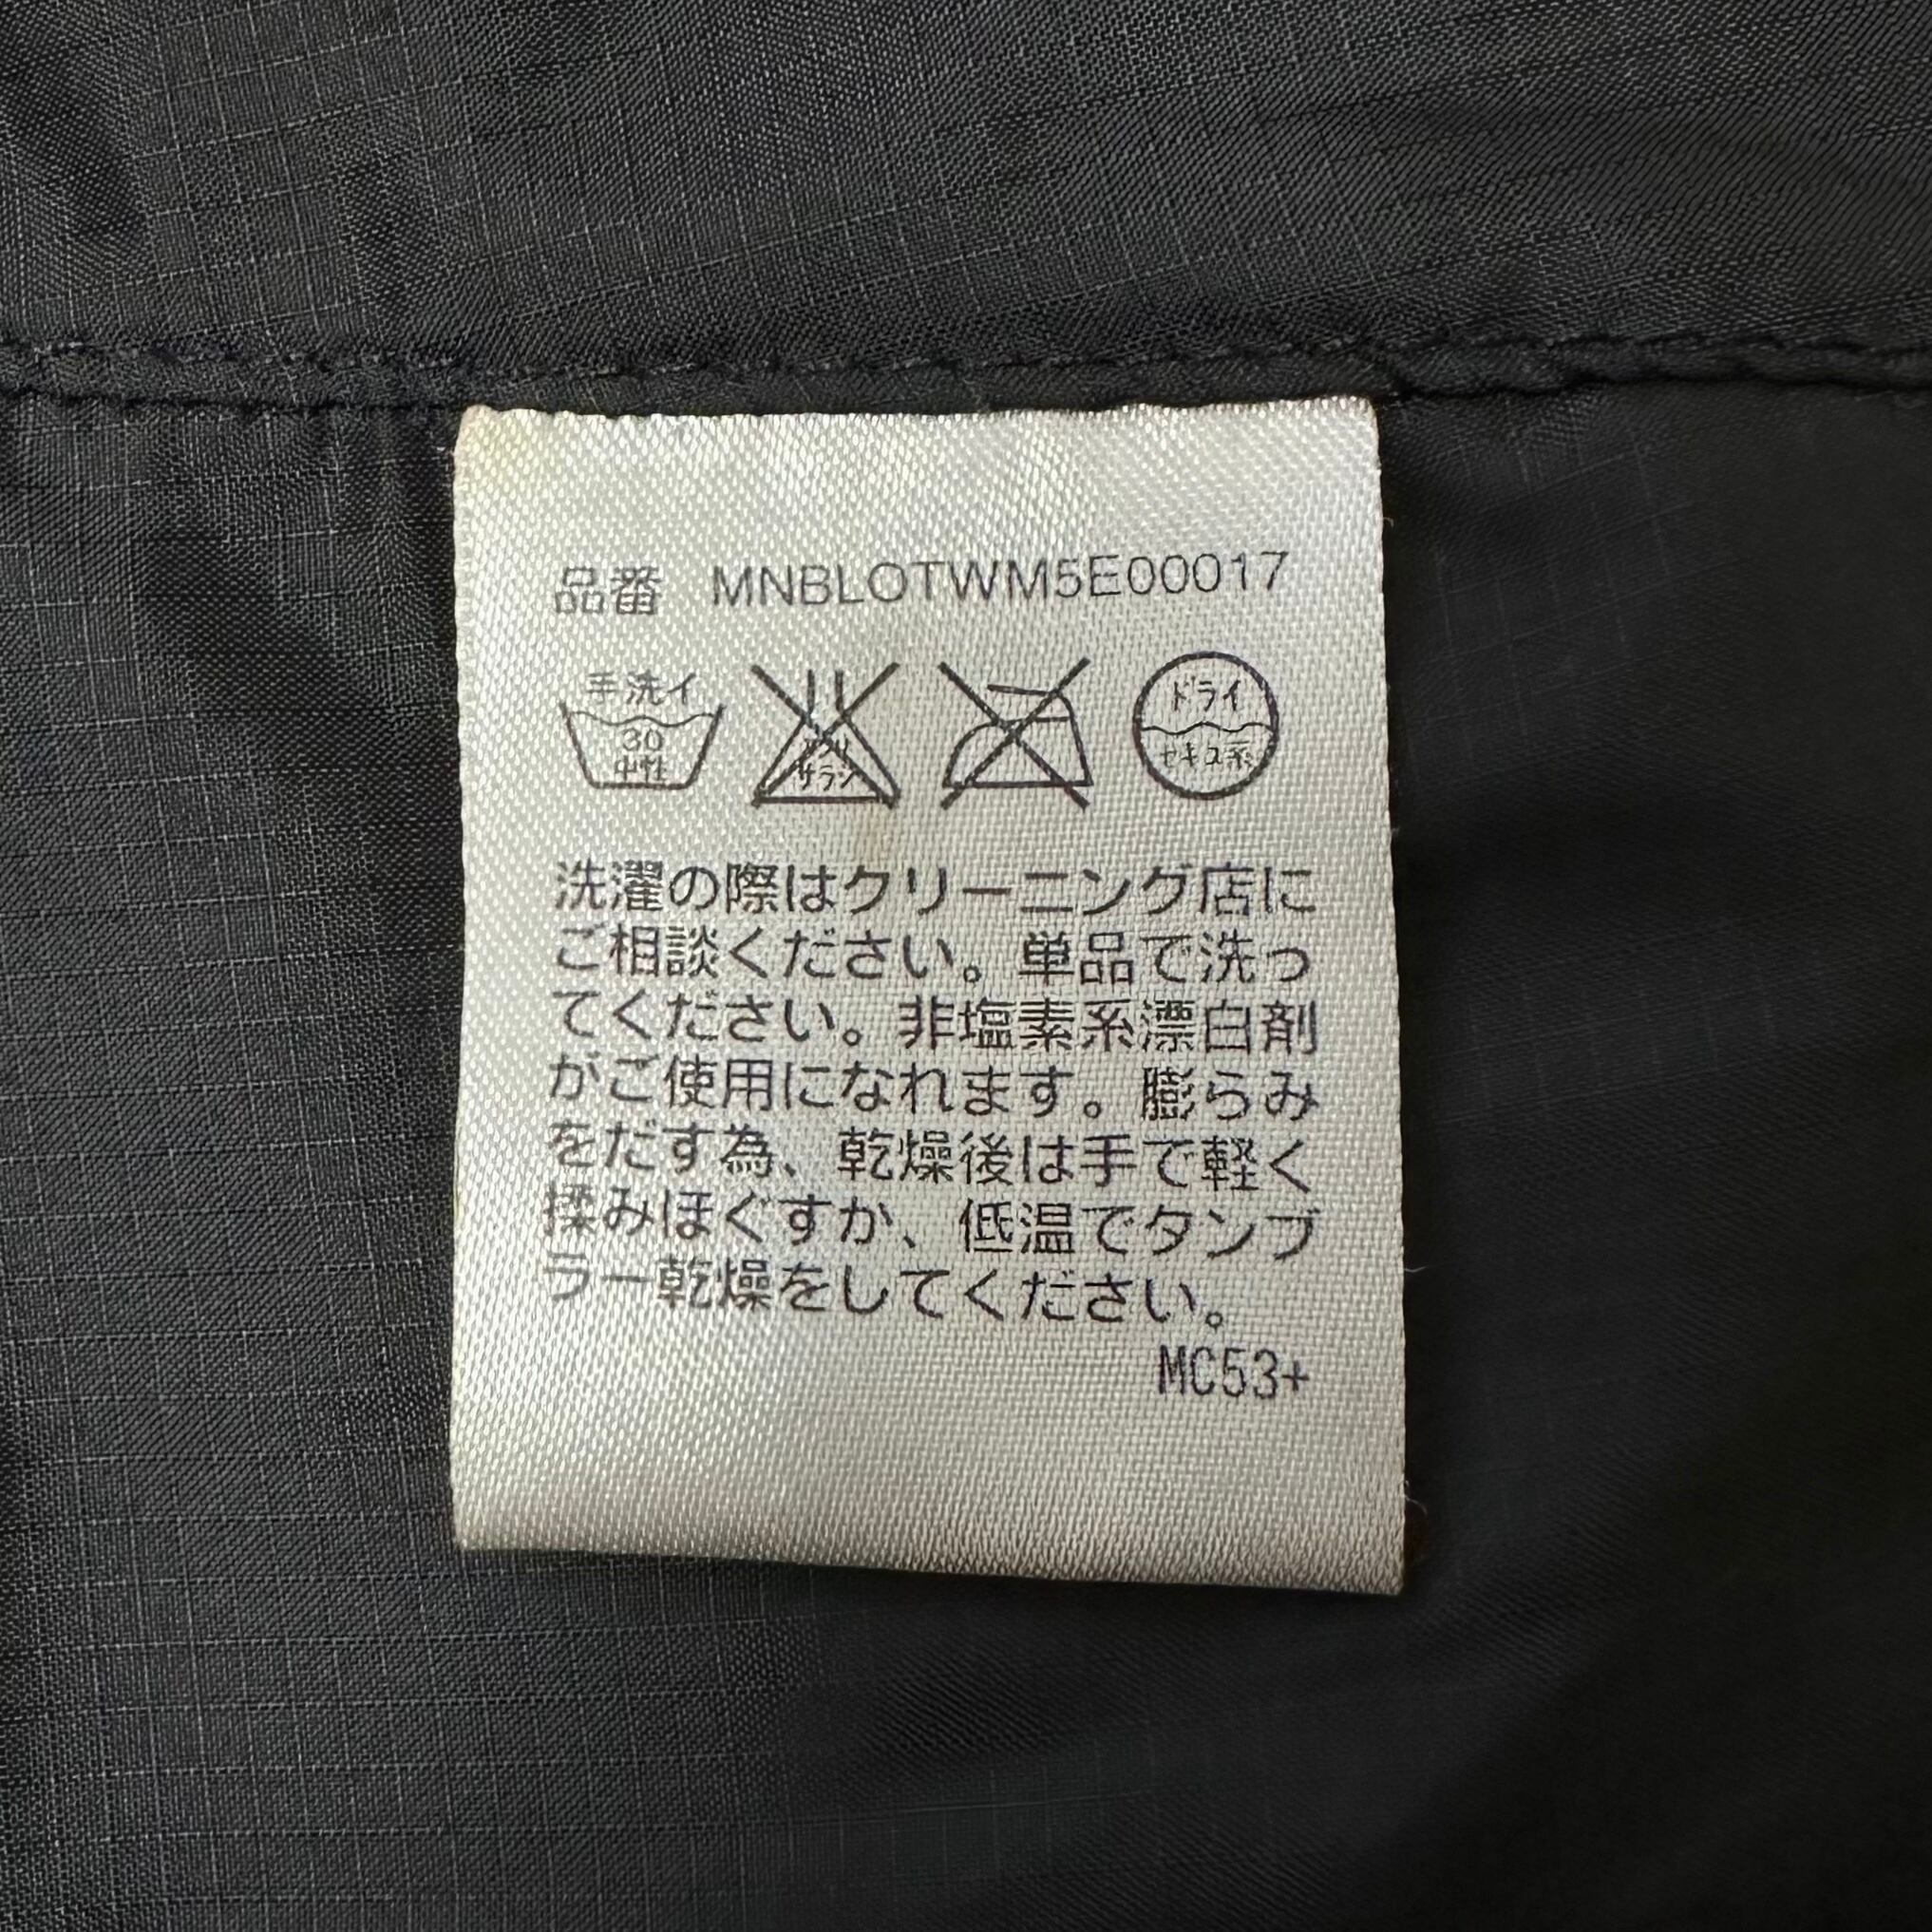 品番 MNBLOTWM5E00017
手洗イ
30
中性
エンソ
サラシ
ドライ
セキユ系
洗濯の際はクリーニング店に
ご相談ください。単品で洗っ
てください。非塩素系漂白剤
がご使用になれます。膨らみ
をだす為、乾燥後は手で軽く
揉みほぐすか、低温でタンブ
ラー乾燥をしてください。
MC53+